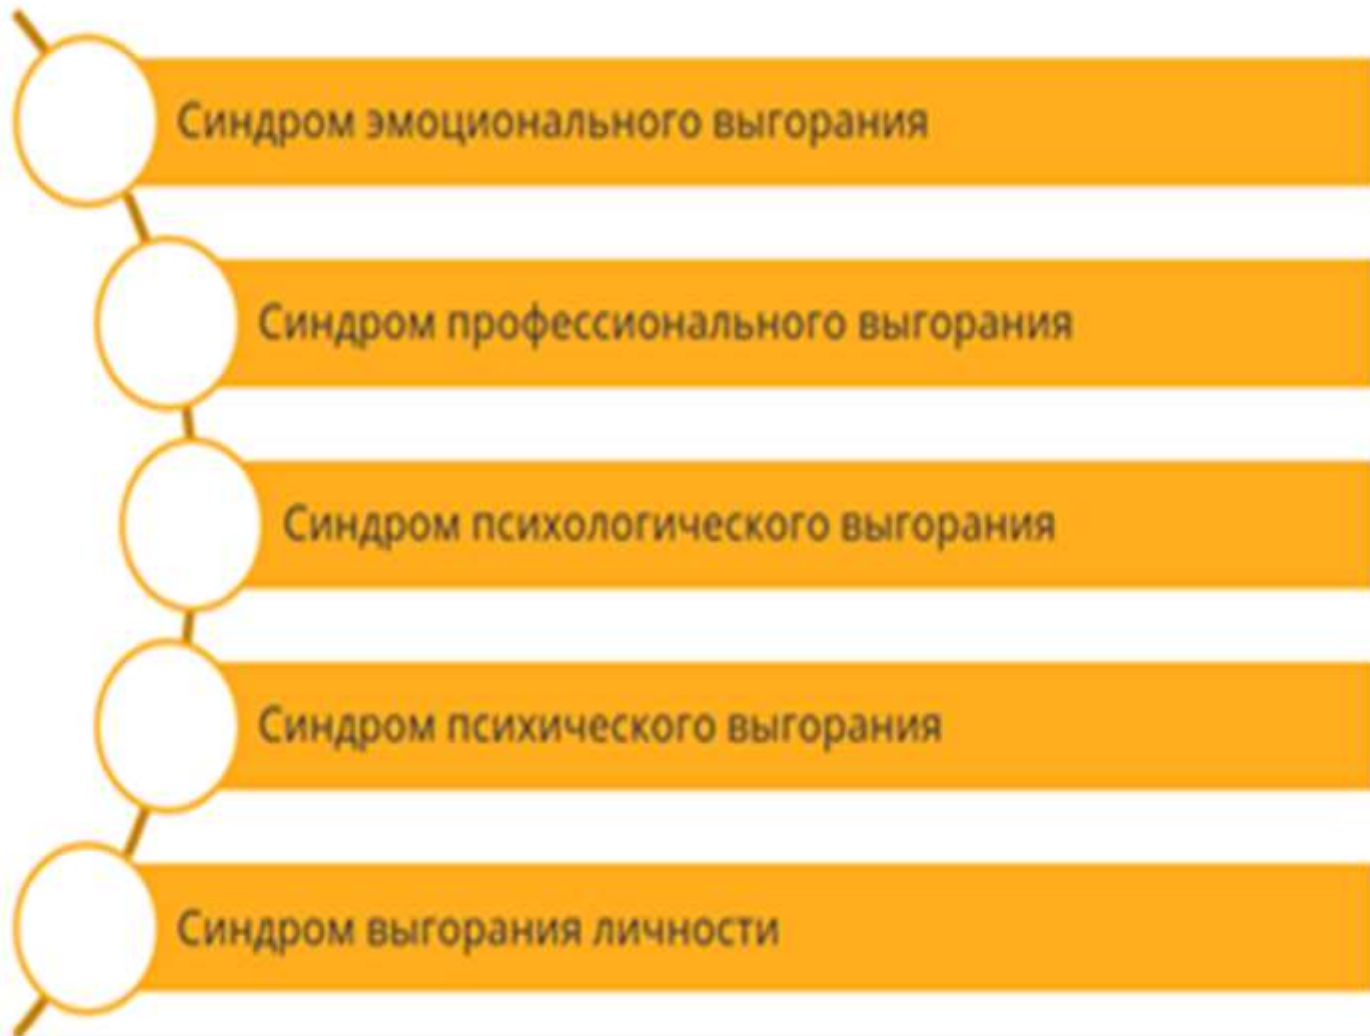 Синдром эмоционального выгорания
Синдром профессионального выгорания
Синдром психологического выгорания
Синдром психического выгорания
Синдром выгорания личности